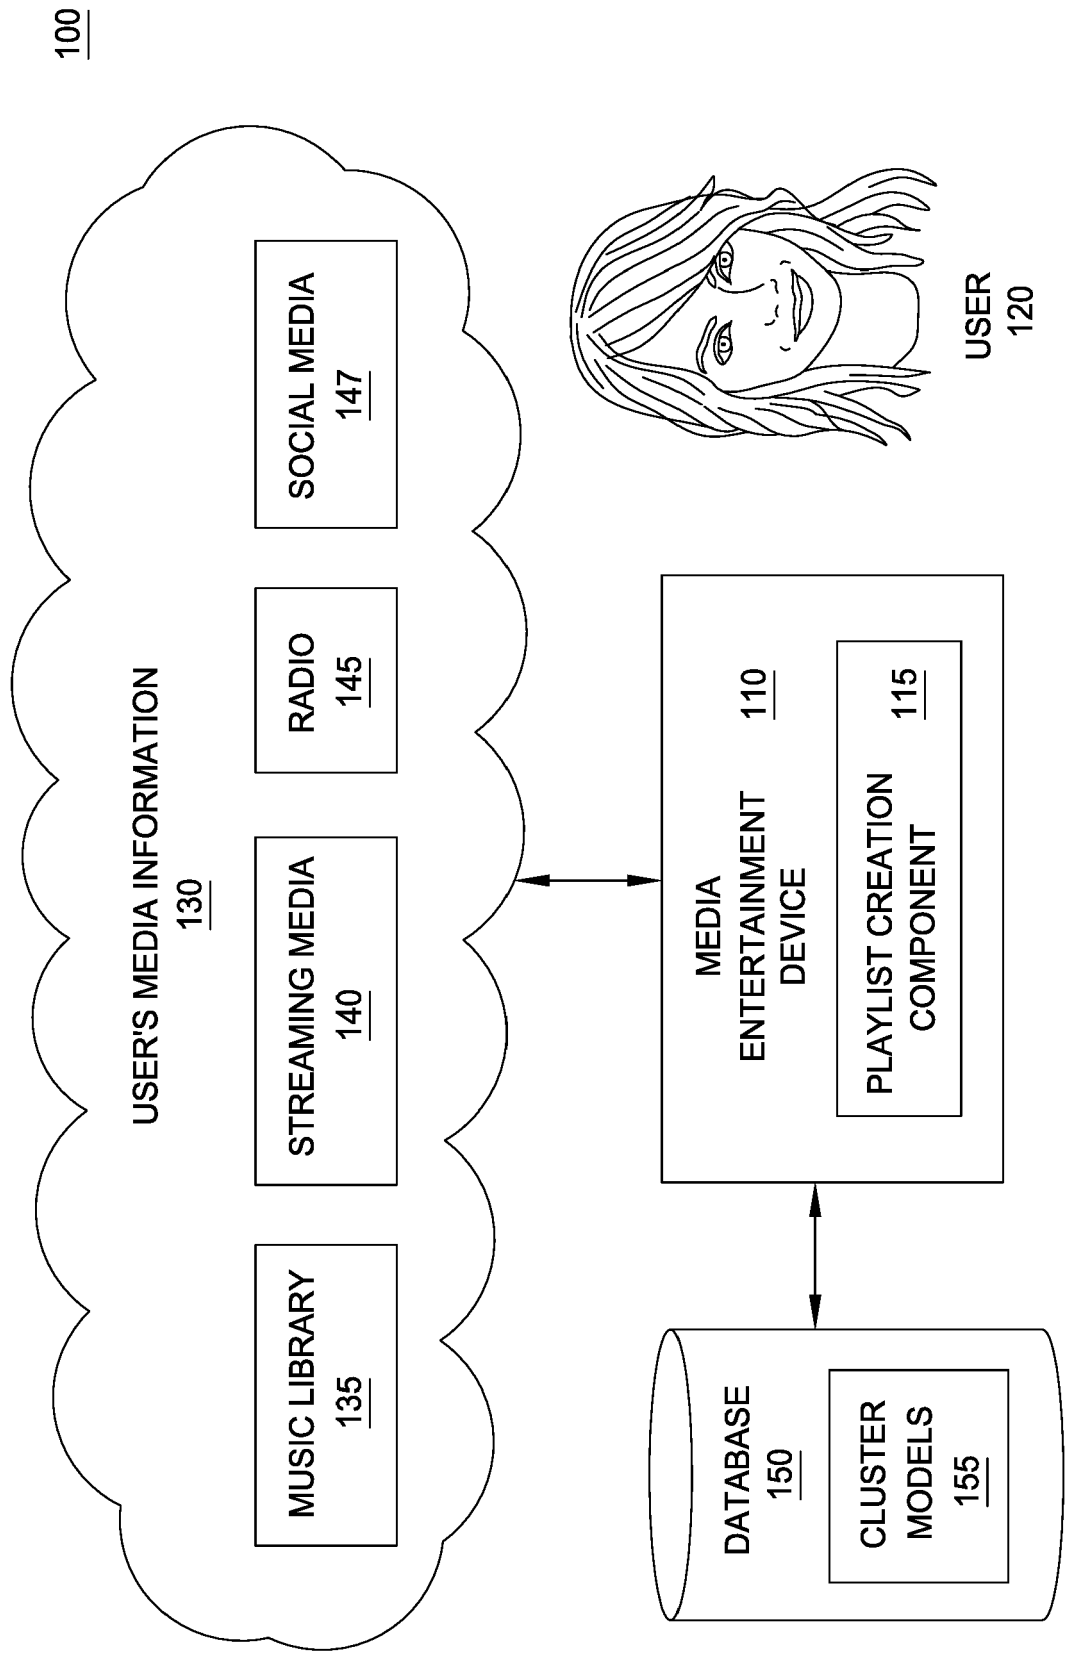 100
USER'S MEDIA INFORMATION
130
MUSIC LIBRARY
135
STREAMING MEDIA
140
RADIO
145
SOCIAL MEDIA
147
DATABASE
150
CLUSTER
MODELS
155
MEDIA
ENTERTAINMENT
DEVICE
110
PLAYLIST CREATION
COMPONENT
115
USER
120